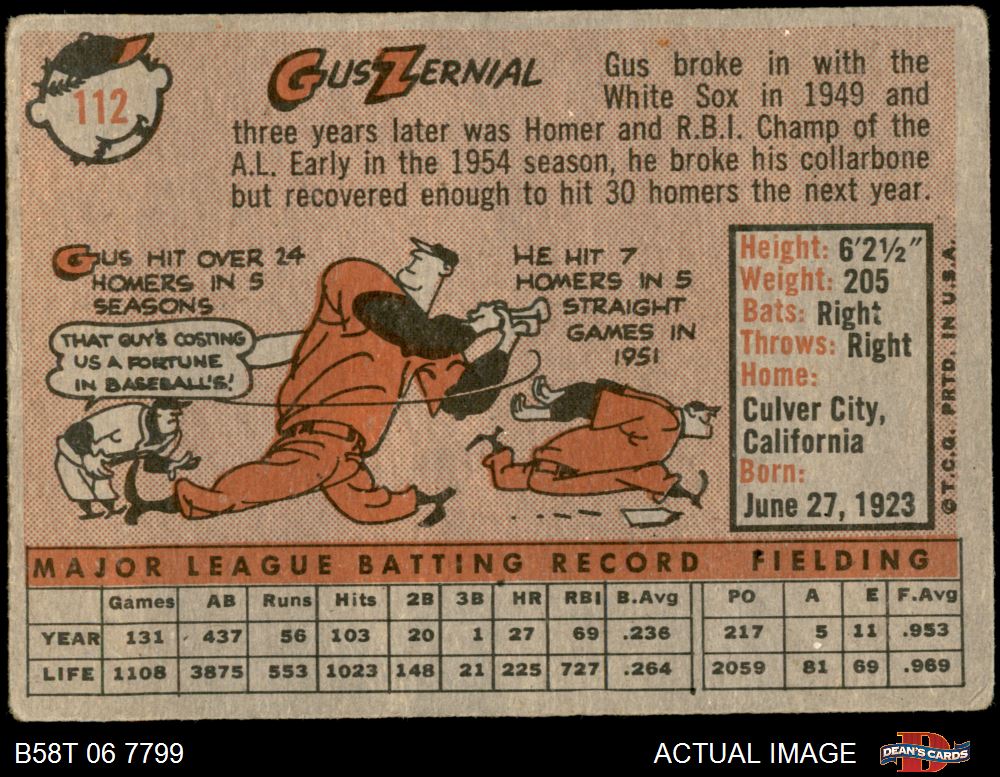 112
GUS ZERNIAL
Gus broke in with the
White Sox in 1949 and
three years later was Homer and R.B.I. Champ of the
A.L. Early in the 1954 season, he broke his collarbone
but recovered enough to hit 30 homers the next year.
GUS HIT OVER 24
HOMERS IN 5
SEASONS
THAT GUY'S COSTING
US A FORTUNE
IN BASEBALL'S!
HE HIT 7
HOMERS IN 5
STRAIGHT
GAMES IN
1951
Height: 6'2½"
Weight: 205
Bats: Right
Throws: Right
Home:
Culver City,
California
Born:
June 27, 1923
©T.C.G. PRTD. IN U.S.A.
MAJOR LEAGUE BATTING RECORD FIELDING
Games AB Runs Hits 2B 3B HR RBI B.Avg PO A E F.Avg
YEAR 131 437 56 103 20 1 27 69 .236 217 5 11 .953
LIFE 1108 3875 553 1023 148 21 225 727 .264 2059 81 69 .969
B58T 06 7799 ACTUAL IMAGE DEAN'S CARDS